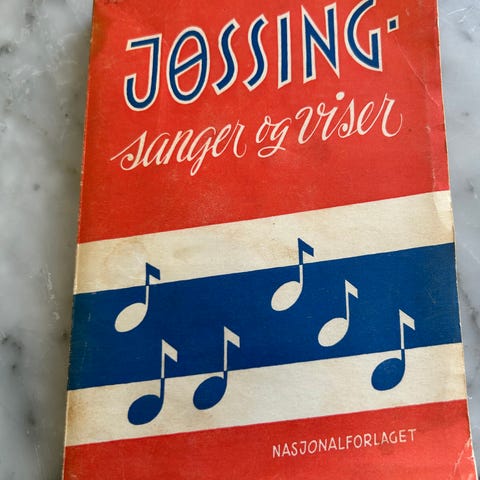 JØSSING-
sanger og viser
NASJONALFORLAGET